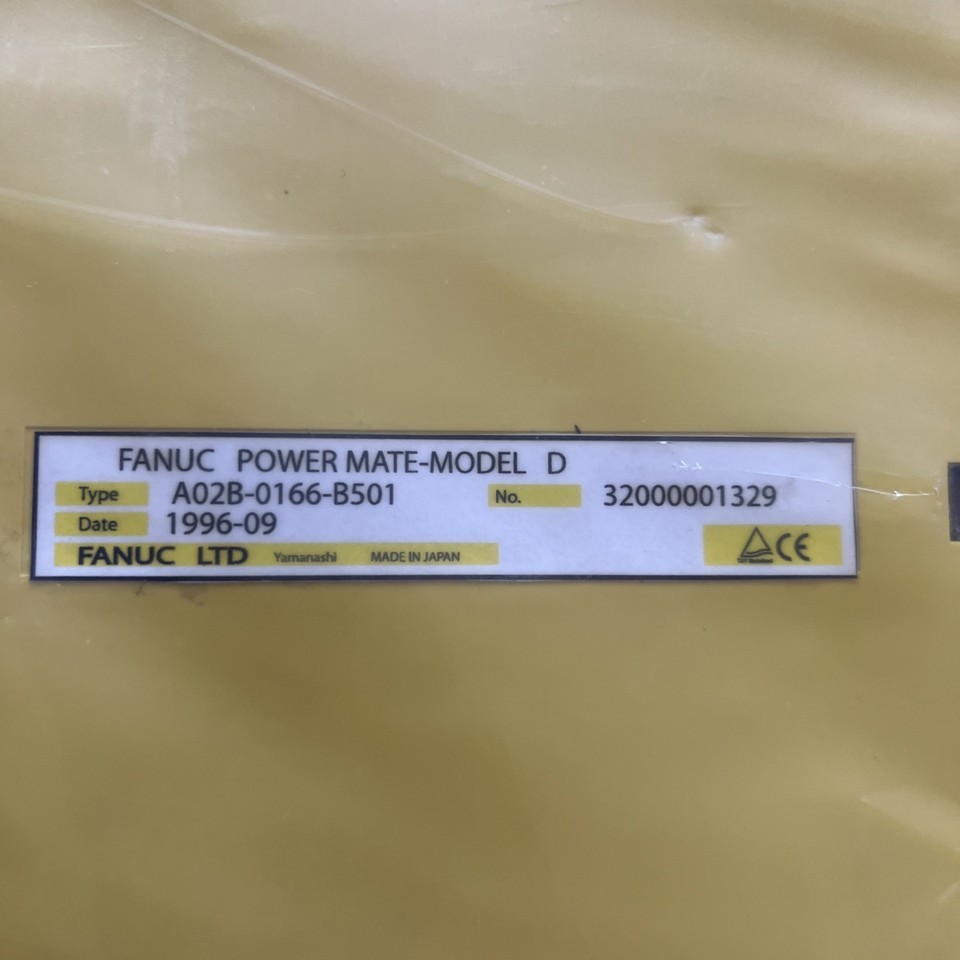 FANUC POWER MATE-MODEL D
Type A02B-0166-B501 No. 32000001329
Date 1996-09
FANUC LTD Yamanashi MADE IN JAPAN
CE